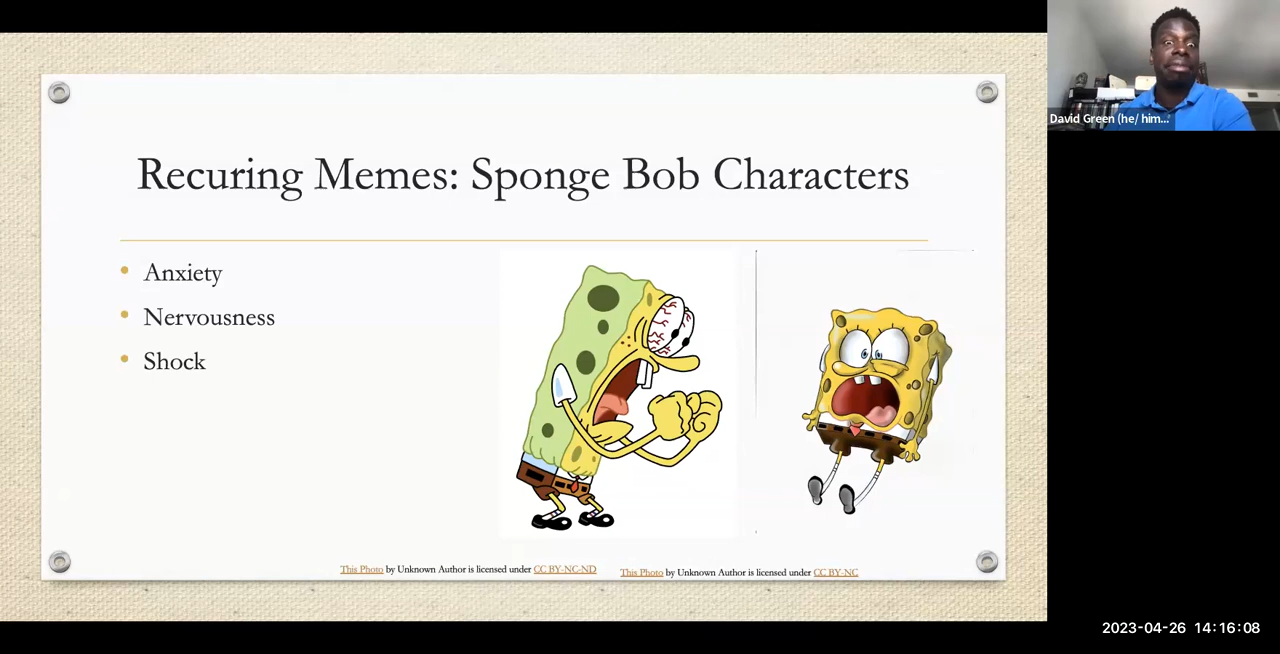 Recuring Memes: Sponge Bob Characters
Anxiety
Nervousness
Shock
This Photo by Unknown Author is licensed under CC BY-NC-ND
This Photo by Unknown Author is licensed under CC BY-NC
David Green (he/ him...
2023-04-26 14:16:08